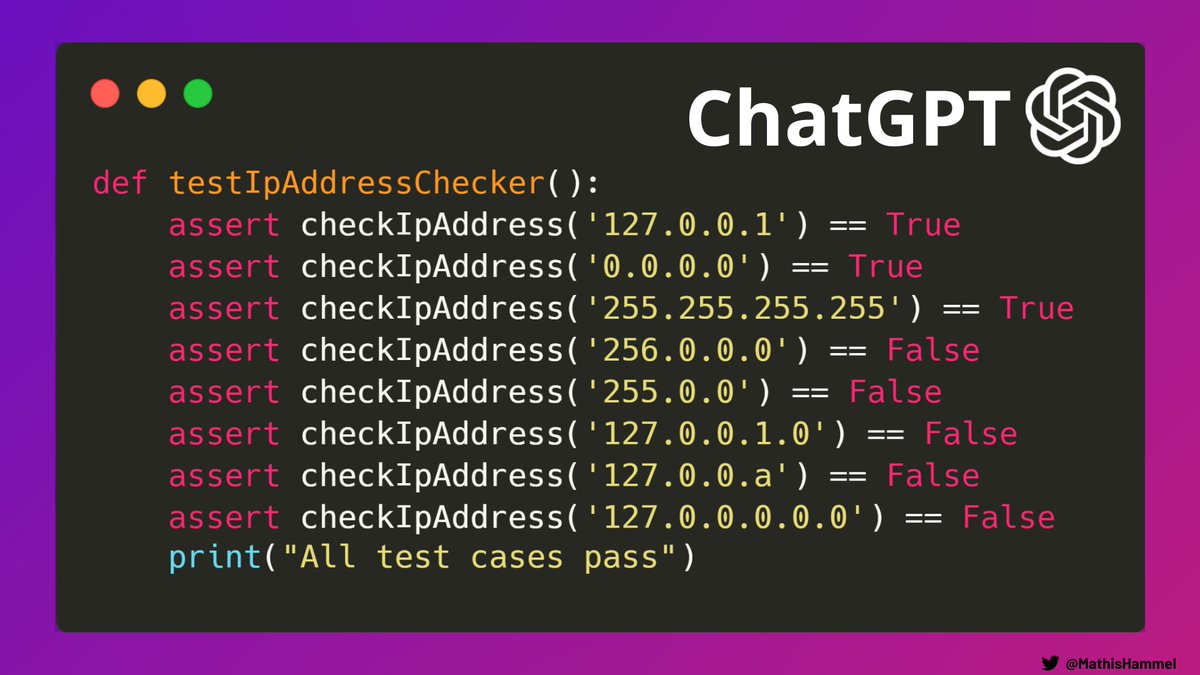 ChatGPT
def testIpAddressChecker():
    assert checkIpAddress('127.0.0.1') == True
    assert checkIpAddress('0.0.0.0') == True
    assert checkIpAddress('255.255.255.255') == True
    assert checkIpAddress('256.0.0.0') == False
    assert checkIpAddress('255.0.0') == False
    assert checkIpAddress('127.0.0.1.0') == False
    assert checkIpAddress('127.0.0.a') == False
    assert checkIpAddress('127.0.0.0.0.0') == False
    print("All test cases pass")
@MathisHammel